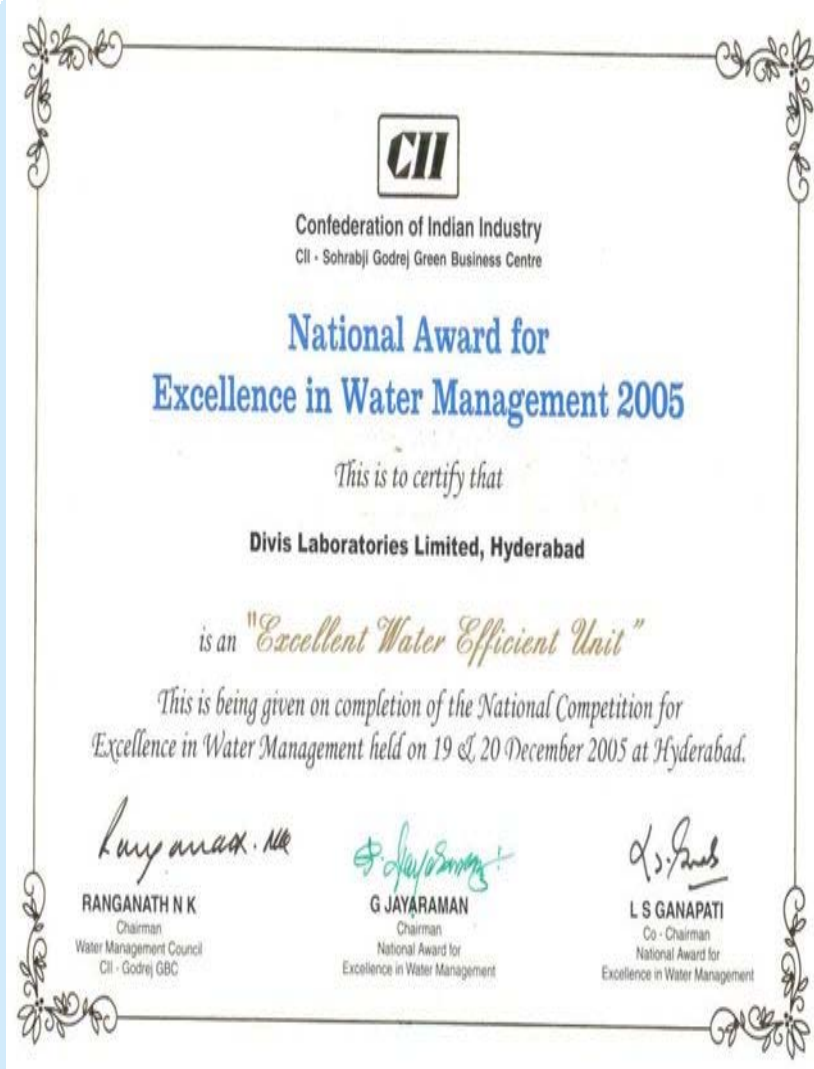 CII
Confederation of Indian Industry
CII - Sohrabji Godrej Green Business Centre
National Award for
Excellence in Water Management 2005
This is to certify that
Divis Laboratories Limited, Hyderabad
is an "Excellent Water Efficient Unit"
This is being given on completion of the National Competition for
Excellence in Water Management held on 19 & 20 December 2005 at Hyderabad.
RANGANATH N K
Chairman
Water Management Council
CII - Godrej GBC
G JAYARAMAN
Chairman
National Award for
Excellence in Water Management
L S GANAPATI
Co - Chairman
National Award for
Excellence in Water Management